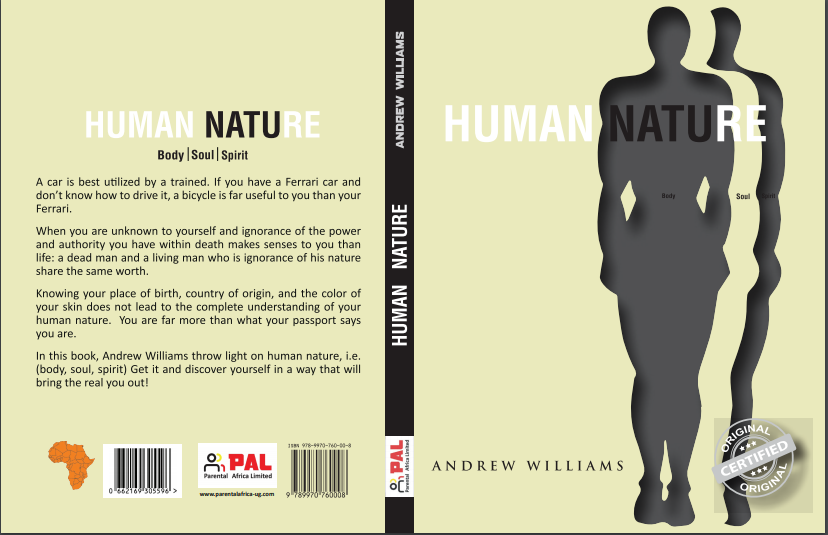 HUMAN NATURE
Body | Soul | Spirit
A car is best utilized by a trained. If you have a Ferrari car and
don't know how to drive it, a bicycle is far useful to you than your
Ferrari.
When you are unknown to yourself and ignorance of the power
and authority you have within death makes senses to you than
life: a dead man and a living man who is ignorance of his nature
share the same worth.
Knowing your place of birth, country of origin, and the color of
your skin does not lead to the complete understanding of your
human nature. You are far more than what your passport says
you are.
In this book, Andrew Williams throw light on human nature, i.e.
(body, soul, spirit) Get it and discover yourself in a way that will
bring the real you out!
0 662169 305596 >
PAL
Parental Africa Limited
www.parentalafrica-ug.com
ISBN 978-9970-760-00-8
9 789970 760008
ANDREW WILLIAMS
HUMAN NATURE
PAL
Parental Africa Limited
HUMAN NATURE
Body
Soul
Spirit
ANDREW WILLIAMS
ORIGINAL
CERTIFIED
ORIGINAL